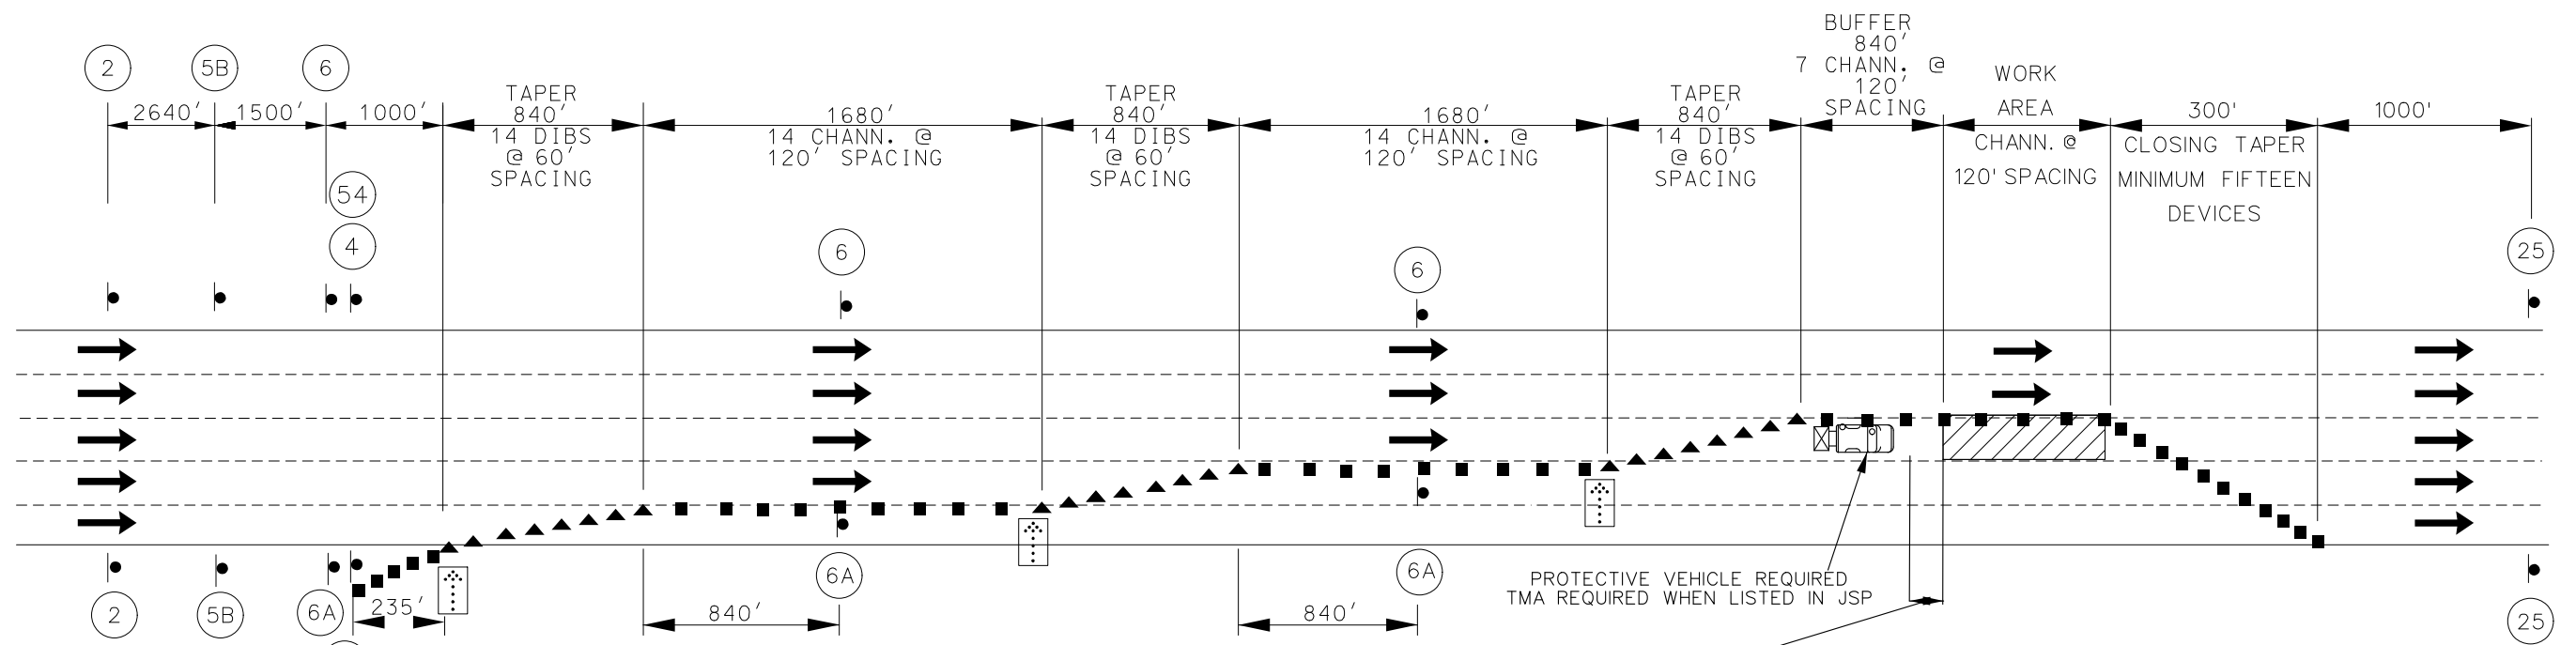 BUFFER
840'
7 CHANN. @
120'
SPACING
2
5B
6
WORK
AREA
CHANN. @
120' SPACING
2640'
1500'
1000'
TAPER
840'
14 DIBS
@ 60'
SPACING
1680'
14 CHANN. @
120' SPACING
TAPER
840'
14 DIBS
@ 60'
SPACING
1680'
14 CHANN. @
120' SPACING
TAPER
840'
14 DIBS
@ 60'
SPACING
300'
CLOSING TAPER
MINIMUM FIFTEEN
DEVICES
1000'
54
4
6
6
25
2
5B
6A
235'
840'
6A
840'
6A
PROTECTIVE VEHICLE REQUIRED
TMA REQUIRED WHEN LISTED IN JSP
25